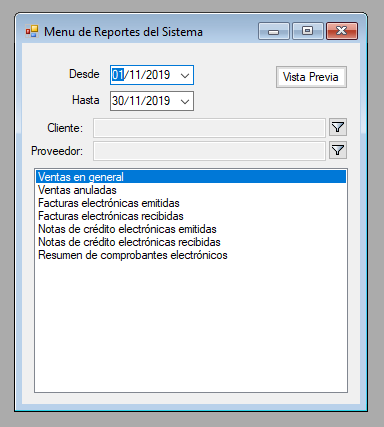 Menu de Reportes del Sistema
Desde 01/11/2019
Vista Previa
Hasta 30/11/2019
Cliente:
Proveedor:
Ventas en general
Ventas anuladas
Facturas electrónicas emitidas
Facturas electrónicas recibidas
Notas de crédito electrónicas emitidas
Notas de crédito electrónicas recibidas
Resumen de comprobantes electrónicos